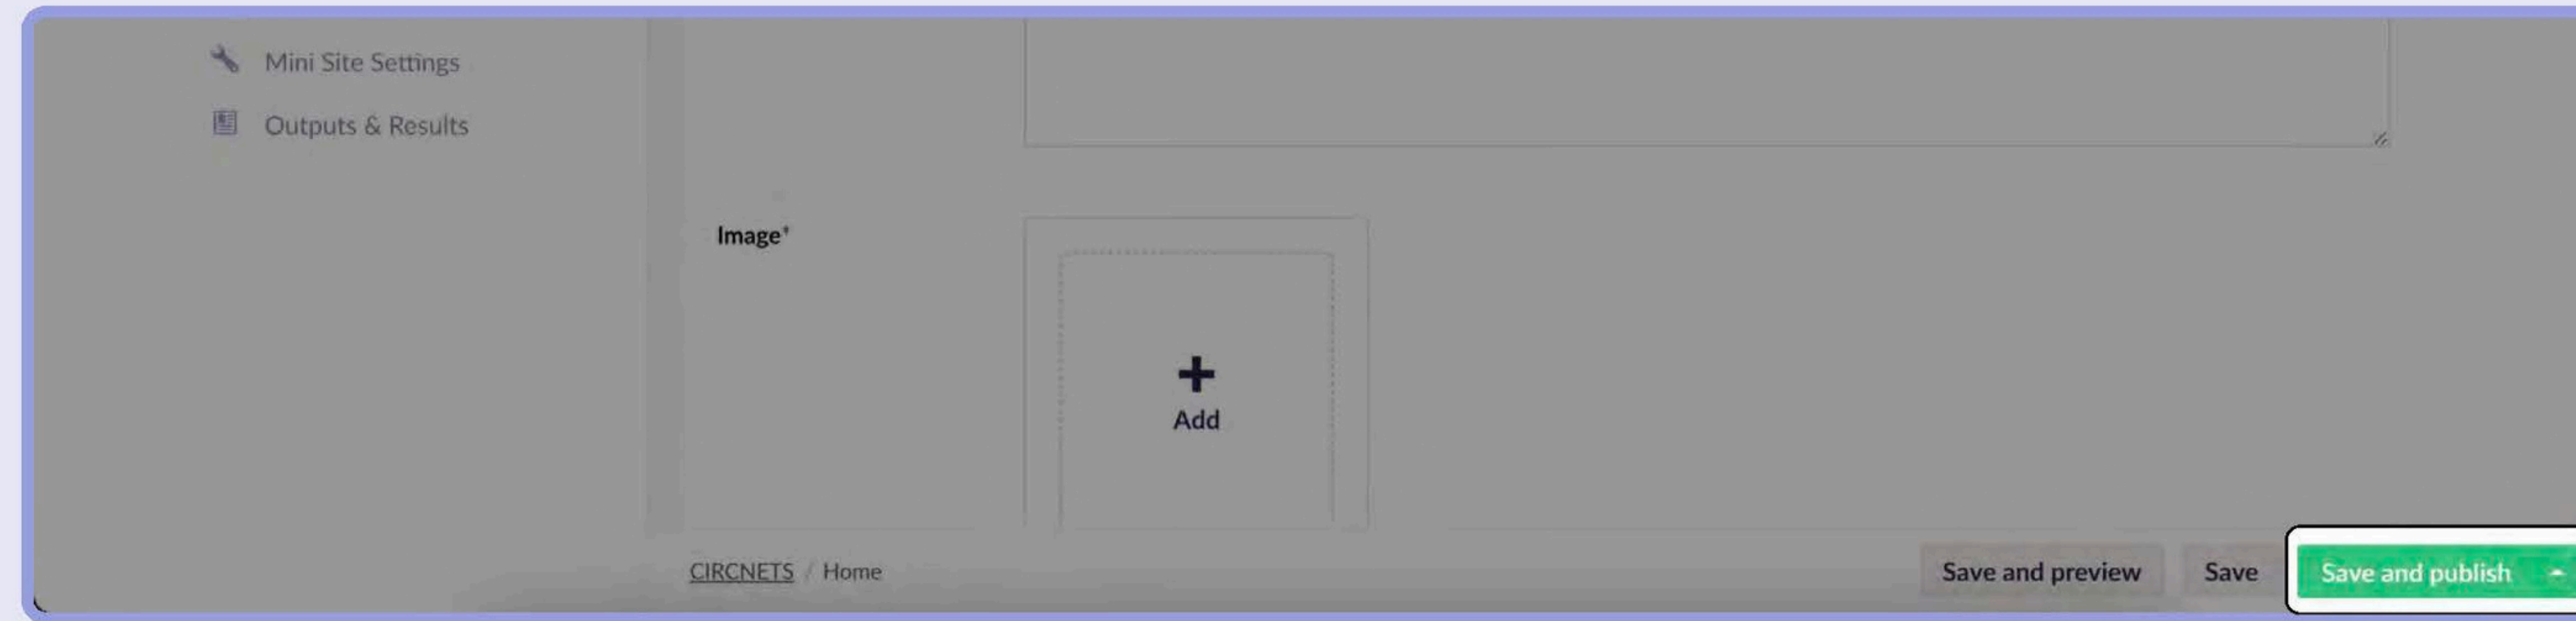 Mini Site Settings
Outputs & Results
Image*
Add
CIRCNETS / Home
Save and preview
Save
Save and publish